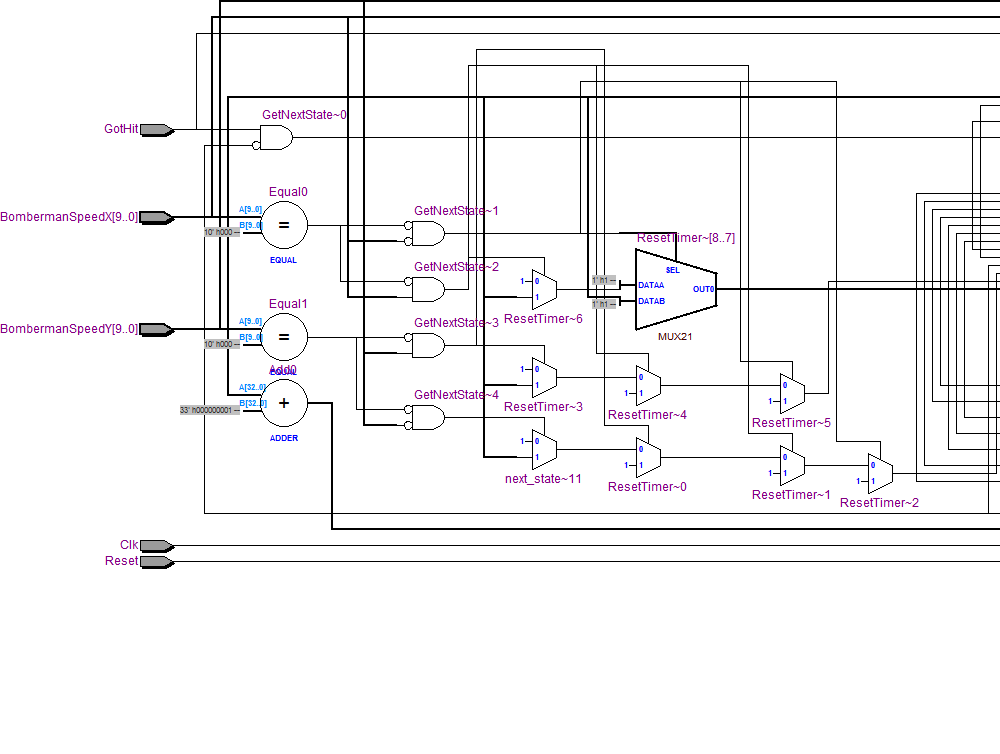 GetNextState~0
GotHit
Equal0
A[9..0]
BombermanSpeedX[9..0]
B[9..0]
10' h000 --
=
EQUAL
GetNextState~1
ResetTimer~[8..7]
GetNextState~2
SEL
1
0
1
1' h1 --
DATAA
OUT0
1' h1 --
DATAB
ResetTimer~6
MUX21
Equal1
A[9..0]
BombermanSpeedY[9..0]
B[9..0]
10' h000 --
=
EQUAL
GetNextState~3
1
0
1
ResetTimer~3
0
1
1
ResetTimer~4
0
1
1
ResetTimer~5
Add0
A[32..0]
B[32..0]
33' h000000001 --
+
ADDER
GetNextState~4
1
0
1
next_state~11
0
1
1
ResetTimer~0
0
1
1
ResetTimer~1
0
1
1
ResetTimer~2
Clk
Reset